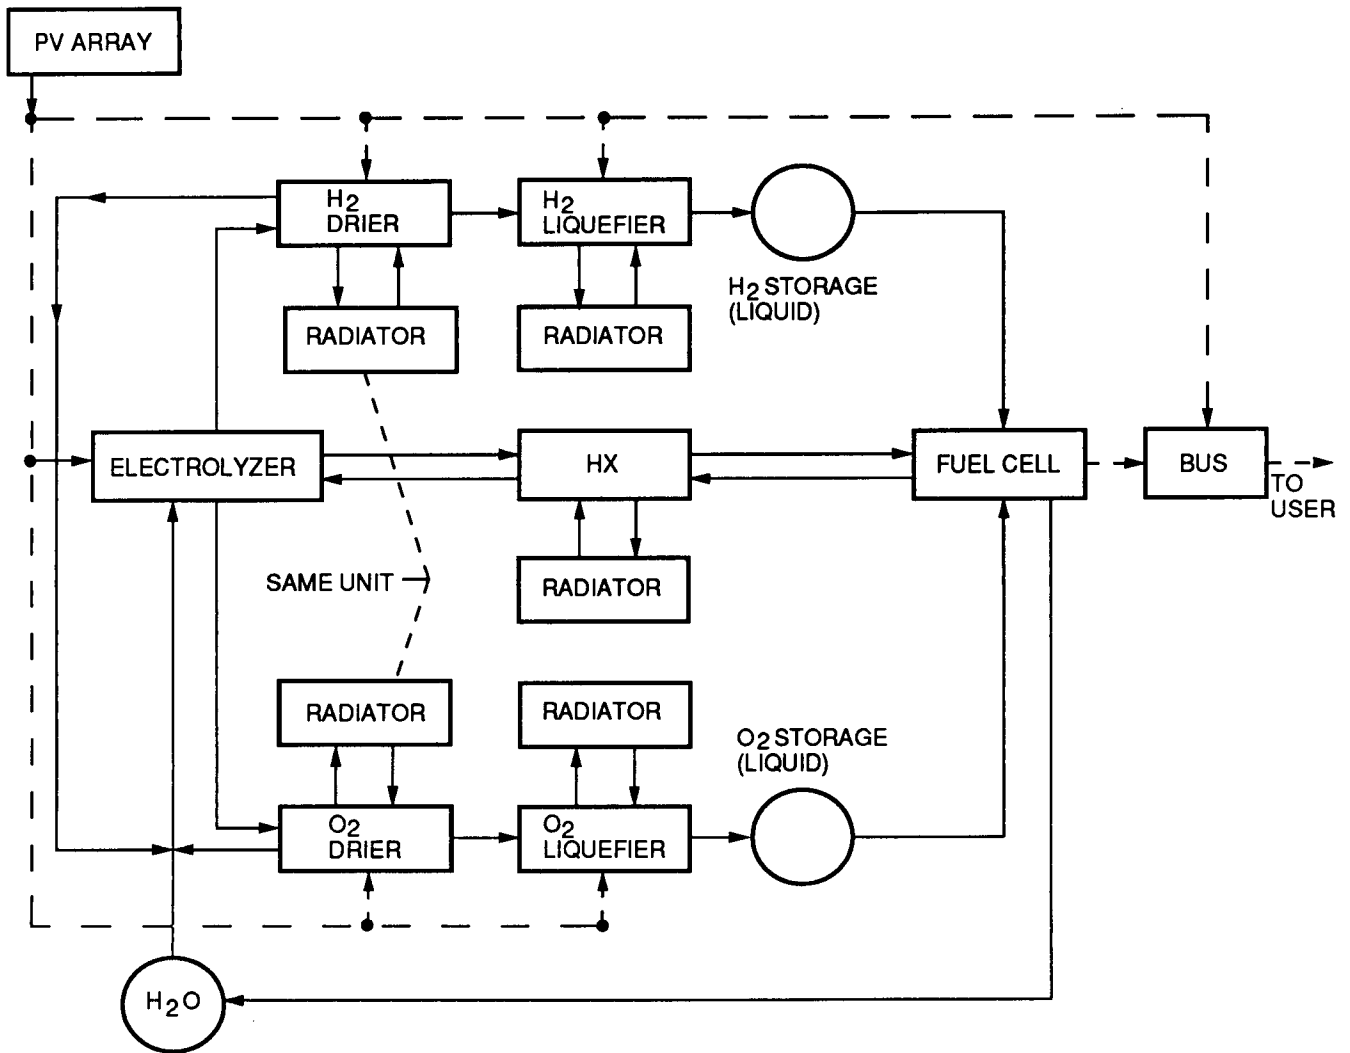 PV ARRAY
H2
DRIER
H2
LIQUEFIER
H2 STORAGE
(LIQUID)
RADIATOR
RADIATOR
ELECTROLYZER
HX
FUEL CELL
BUS
TO
USER
SAME UNIT
RADIATOR
RADIATOR
RADIATOR
O2 STORAGE
(LIQUID)
O2
DRIER
O2
LIQUEFIER
H2O